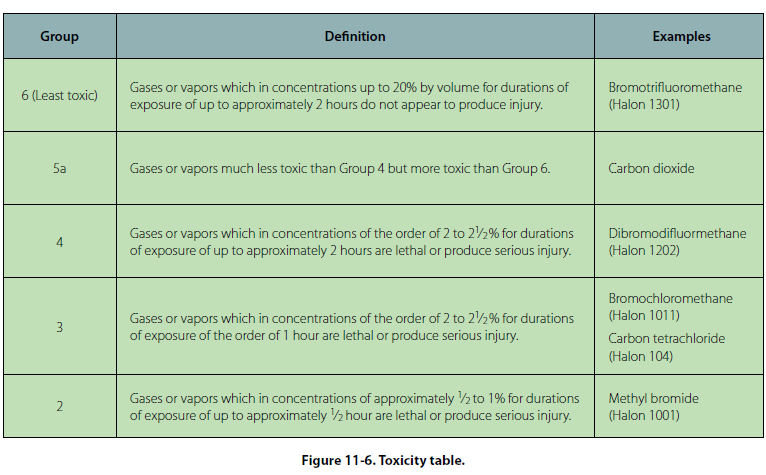 Group
Definition
Examples
6 (Least toxic)
Gases or vapors which in concentrations up to 20% by volume for durations of
exposure of up to approximately 2 hours do not appear to produce injury.
Bromotrifluoromethane
(Halon 1301)
5a
Gases or vapors much less toxic than Group 4 but more toxic than Group 6.
Carbon dioxide
4
Gases or vapors which in concentrations of the order of 2 to 2½% for durations
of exposure of up to approximately 2 hours are lethal or produce serious injury.
Dibromodifluormethane
(Halon 1202)
3
Gases or vapors which in concentrations of the order of 2 to 2½% for durations
of exposure of the order of 1 hour are lethal or produce serious injury.
Bromochloromethane
(Halon 1011)
Carbon tetrachloride
(Halon 104)
2
Gases or vapors which in concentrations of approximately ½ to 1% for durations
of exposure of up to approximately ½ hour are lethal or produce serious injury.
Methyl bromide
(Halon 1001)
Figure 11-6. Toxicity table.